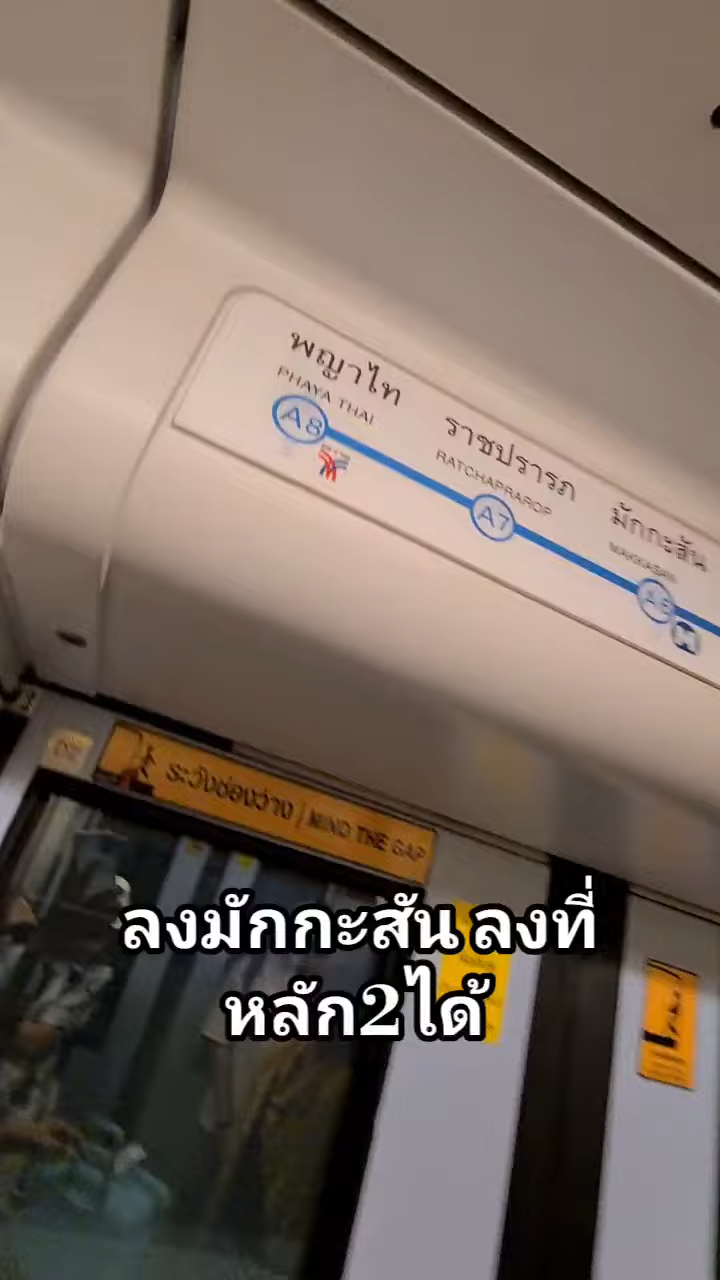 พญาไท
PHAYA THAI
A8
ราชปรารภ
RATCHAPRAROP
A7
มักกะสัน
MAKKASAN
A6
ระวังช่องว่าง | MIND THE GAP
ลงมักกะสัน ลงที่
หลัก2ได้